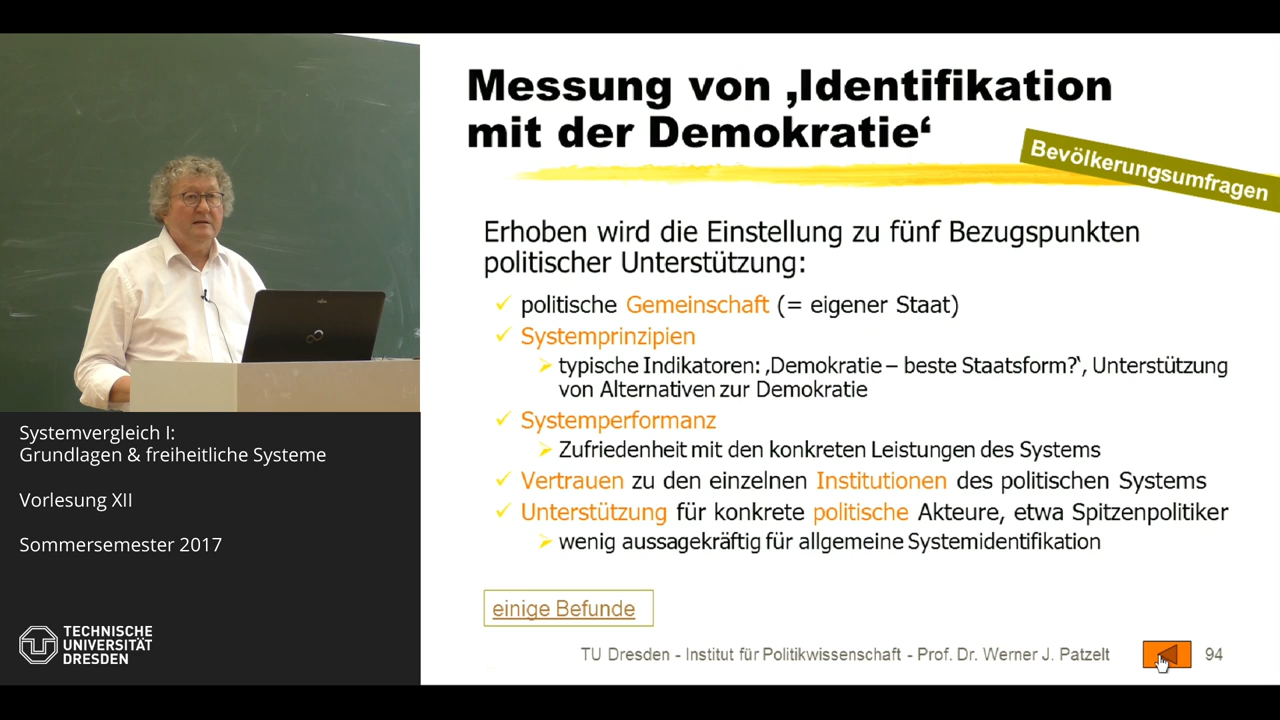 Messung von ‚Identifikation
mit der Demokratie‘
Bevölkerungsumfragen
Erhoben wird die Einstellung zu fünf Bezugspunkten
politischer Unterstützung:
politische Gemeinschaft (= eigener Staat)
Systemprinzipien
typische Indikatoren: ‚Demokratie – beste Staatsform?‘, Unterstützung
von Alternativen zur Demokratie
Systemperformanz
Zufriedenheit mit den konkreten Leistungen des Systems
Vertrauen zu den einzelnen Institutionen des politischen Systems
Unterstützung für konkrete politische Akteure, etwa Spitzenpolitiker
wenig aussagekräftig für allgemeine Systemidentifikation
einige Befunde
TU Dresden - Institut für Politikwissenschaft - Prof. Dr. Werner J. Patzelt
94
Systemvergleich I:
Grundlagen & freiheitliche Systeme
Vorlesung XII
Sommersemester 2017
TECHNISCHE
UNIVERSITÄT
DRESDEN